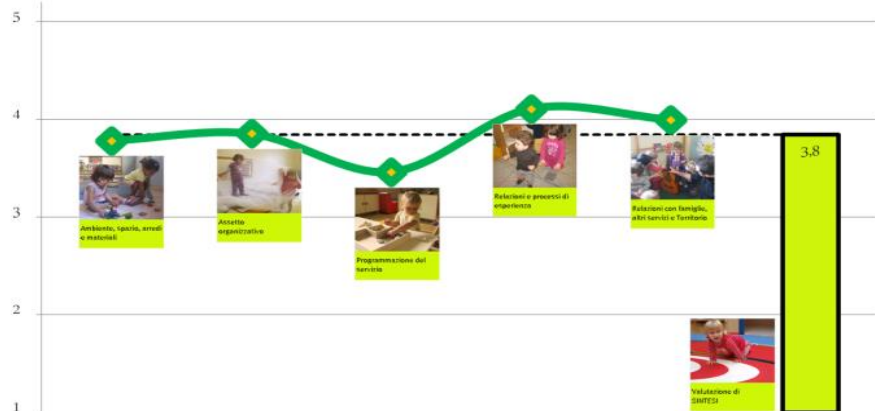 5
4
3,8
Ambiente, spazio, arredi
e materiali
Assetto
organizzativo
Programmazione del
servizio
Relazioni e processi di
esperienza
Relazioni con famiglie,
altri servizi e Territorio
3
2
Valutazione di
SINTESI
1